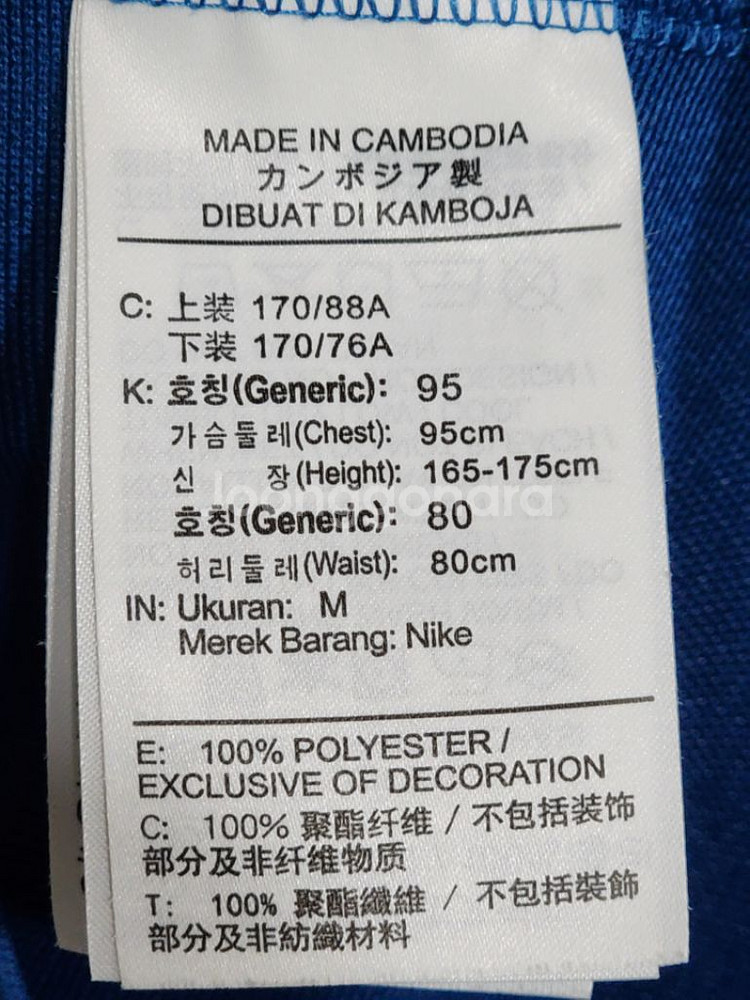 MADE IN CAMBODIA
カンボジア製
DIBUAT DI KAMBOJA
C: 上装 170/88A
下装 170/76A
K: 호칭(Generic): 95
가슴둘레(Chest): 95cm
신 장(Height): 165-175cm
호칭(Generic): 80
허리둘레(Waist): 80cm
IN: Ukuran: M
Merek Barang: Nike
E: 100% POLYESTER /
EXCLUSIVE OF DECORATION
C: 100% 聚酯纤维 / 不包括装饰
部分及非纤维物质
T: 100% 聚酯纖維 / 不包括裝飾
部分及非紡織材料